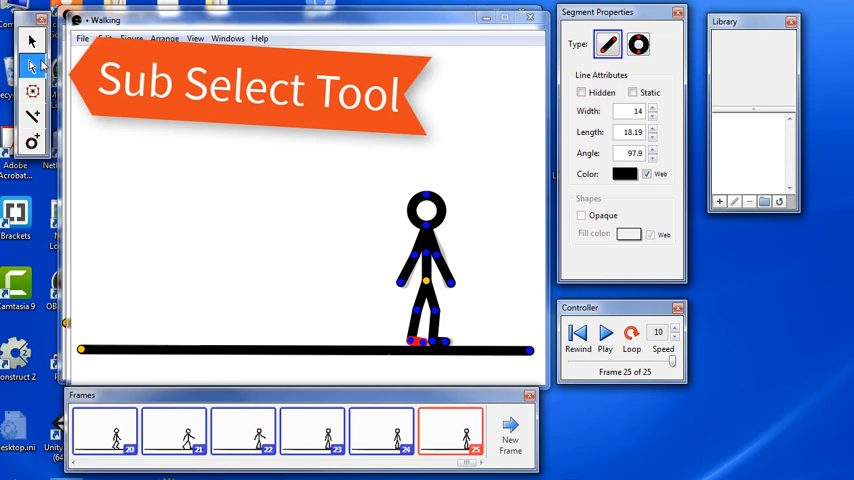 • Walking
File Edit Figure Arrange View Windows Help
Sub Select Tool
Segment Properties
Type:
Line Attributes
Hidden Static
Width: 14
Length: 18.19
Angle: 97.9
Color: Web
Shapes
Opaque
Fill color: Web
Library
Controller
10
Rewind Play Loop Speed
Frame 25 of 25
Frames
20 21 22 23 24 25
New
Frame
Adobe
Acrobat...
Brackets
Camtasia 9
Construct 2
desktop.ini